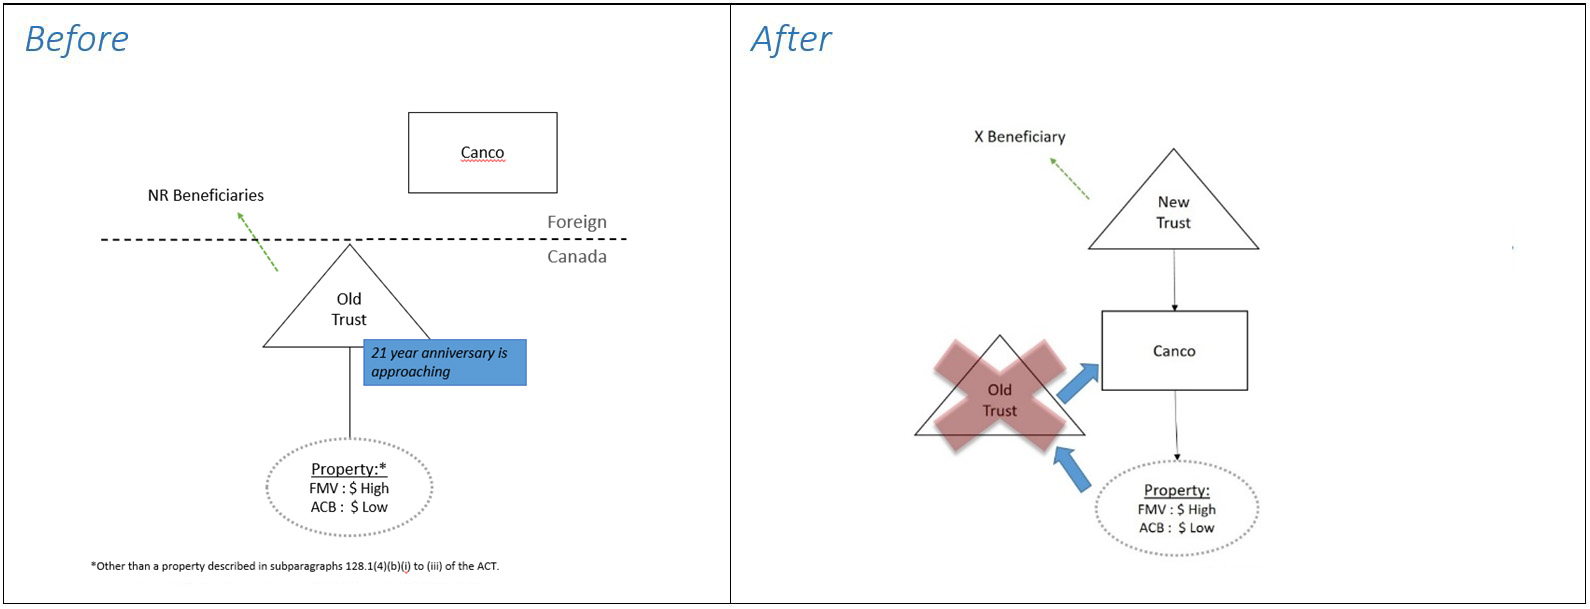 Before
Canco
NR Beneficiaries
Foreign
Canada
Old
Trust
21 year anniversary is
approaching
Property:*
FMV : $ High
ACB :  $ Low
*Other than a property described in subparagraphs 128.1(4)(b)(i) to (iii) of the ACT.
After
X Beneficiary
New
Trust
Canco
Old
Trust
Property:
FMV : $ High
ACB :  $ Low